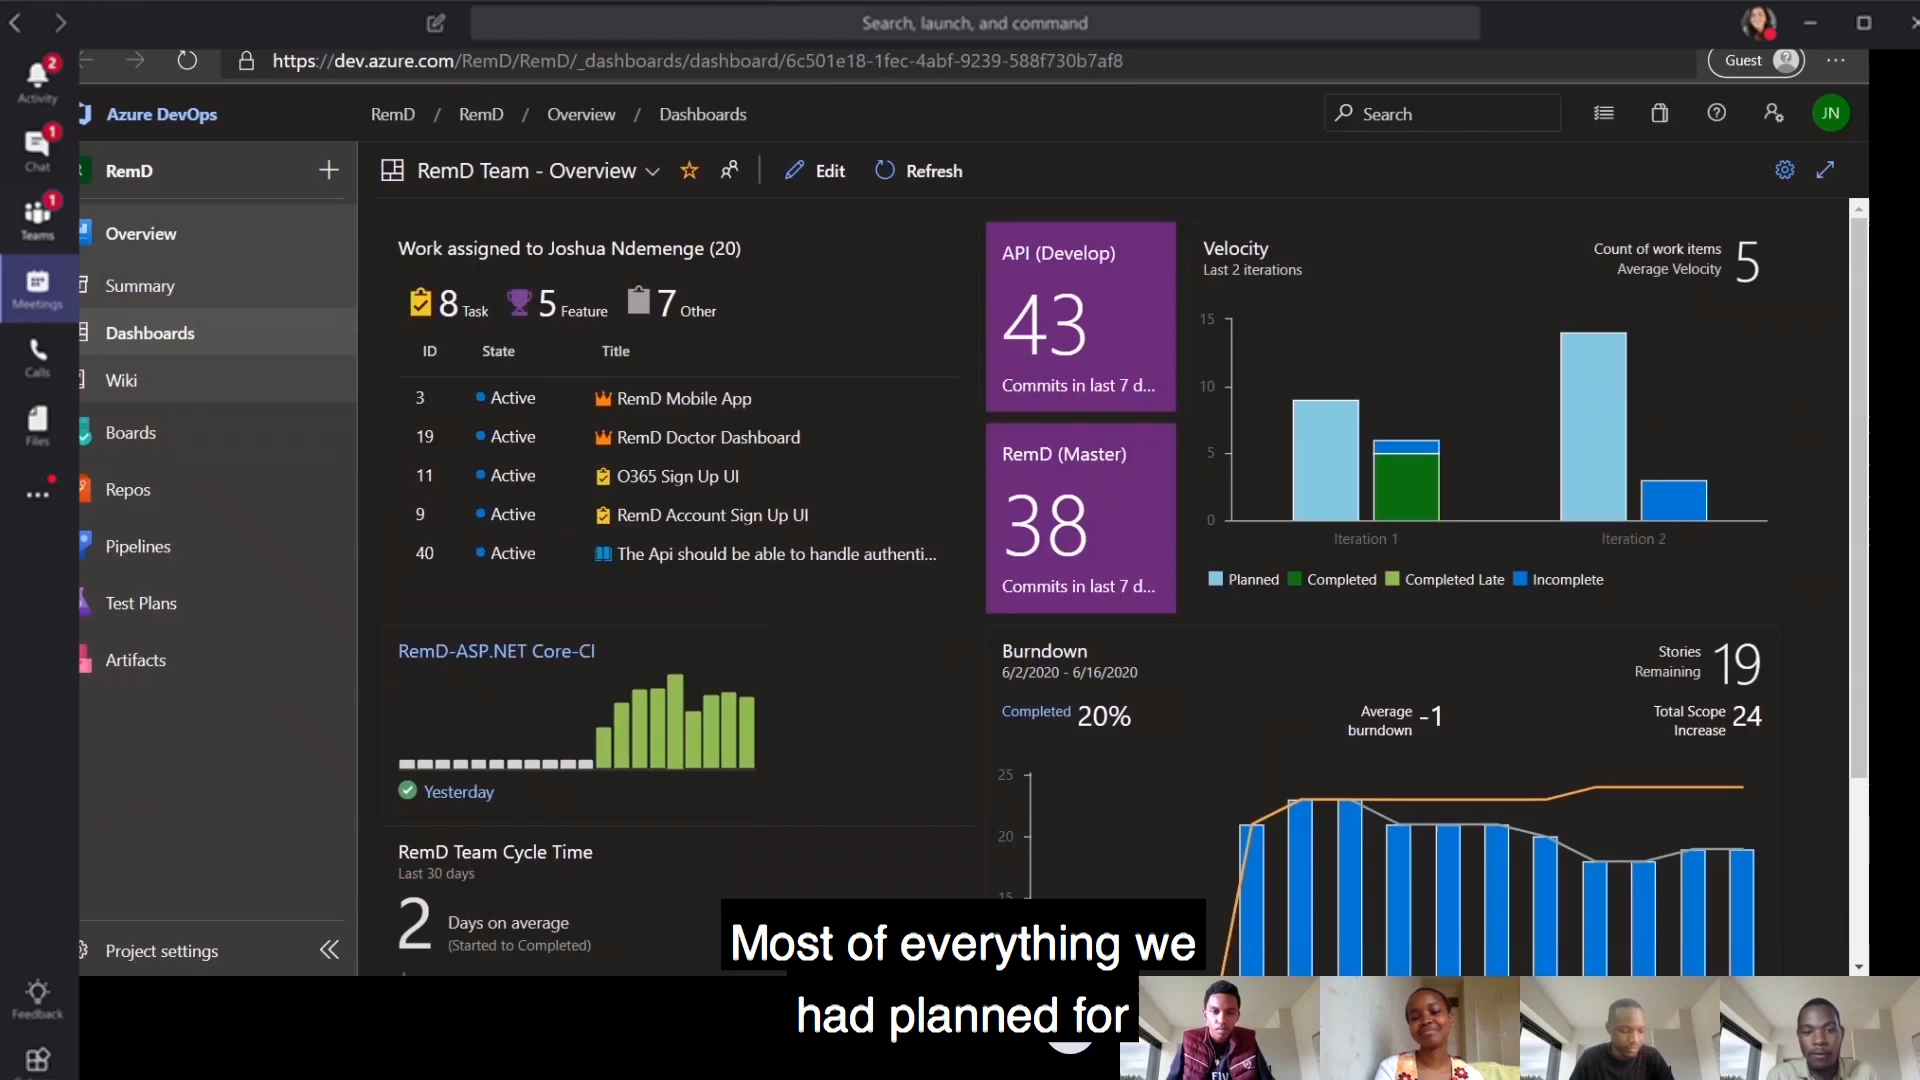 Search, launch, and command
https://dev.azure.com/RemD/RemD/_dashboards/dashboard/6c501e18-1fec-4abf-9239-588f730b7af8
Guest
2
Activity
1
Chat
1
Teams
Meetings
Calls
Files
Feedback
Azure DevOps
RemD / RemD / Overview / Dashboards
Search
JN
RemD
Overview
Summary
Dashboards
Wiki
Boards
Repos
Pipelines
Test Plans
Artifacts
Project settings
RemD Team - Overview
Edit
Refresh
Work assigned to Joshua Ndemenge (20)
8 Task 5 Feature 7 Other
ID State Title
3 Active RemD Mobile App
19 Active RemD Doctor Dashboard
11 Active O365 Sign Up UI
9 Active RemD Account Sign Up UI
40 Active The Api should be able to handle authenti...
API (Develop)
43
Commits in last 7 d...
RemD (Master)
38
Commits in last 7 d...
Velocity
Last 2 iterations
Count of work items
Average Velocity
5
15
10
5
0
Iteration 1 Iteration 2
Planned Completed Completed Late Incomplete
RemD-ASP.NET Core-CI
Yesterday
RemD Team Cycle Time
Last 30 days
2 Days on average
(Started to Completed)
Burndown
6/2/2020 - 6/16/2020
Stories
Remaining
19
Completed 20%
Average
burndown
-1
Total Scope
Increase
24
25
20
15
Most of everything we
had planned for